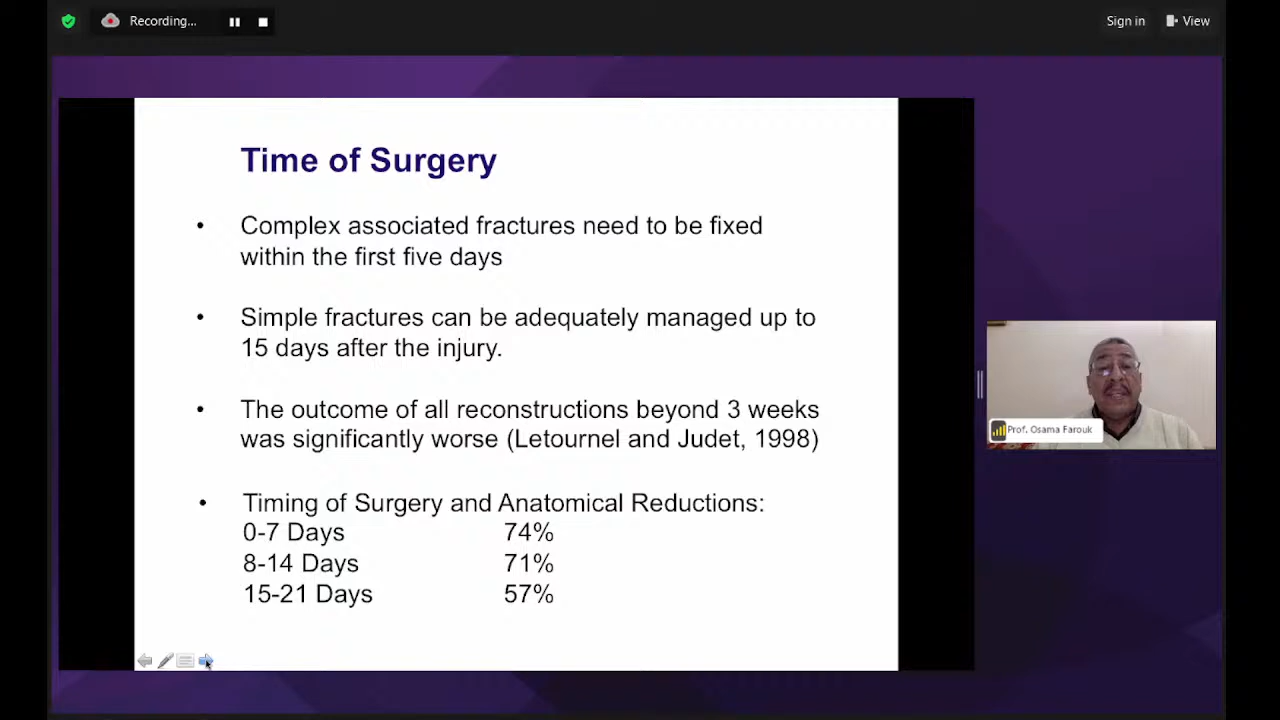 Recording...
Sign in
View
Time of Surgery
• Complex associated fractures need to be fixed
within the first five days
• Simple fractures can be adequately managed up to
15 days after the injury.
• The outcome of all reconstructions beyond 3 weeks
was significantly worse (Letournel and Judet, 1998)
• Timing of Surgery and Anatomical Reductions:
0-7 Days 74%
8-14 Days 71%
15-21 Days 57%
Prof. Osama Farouk